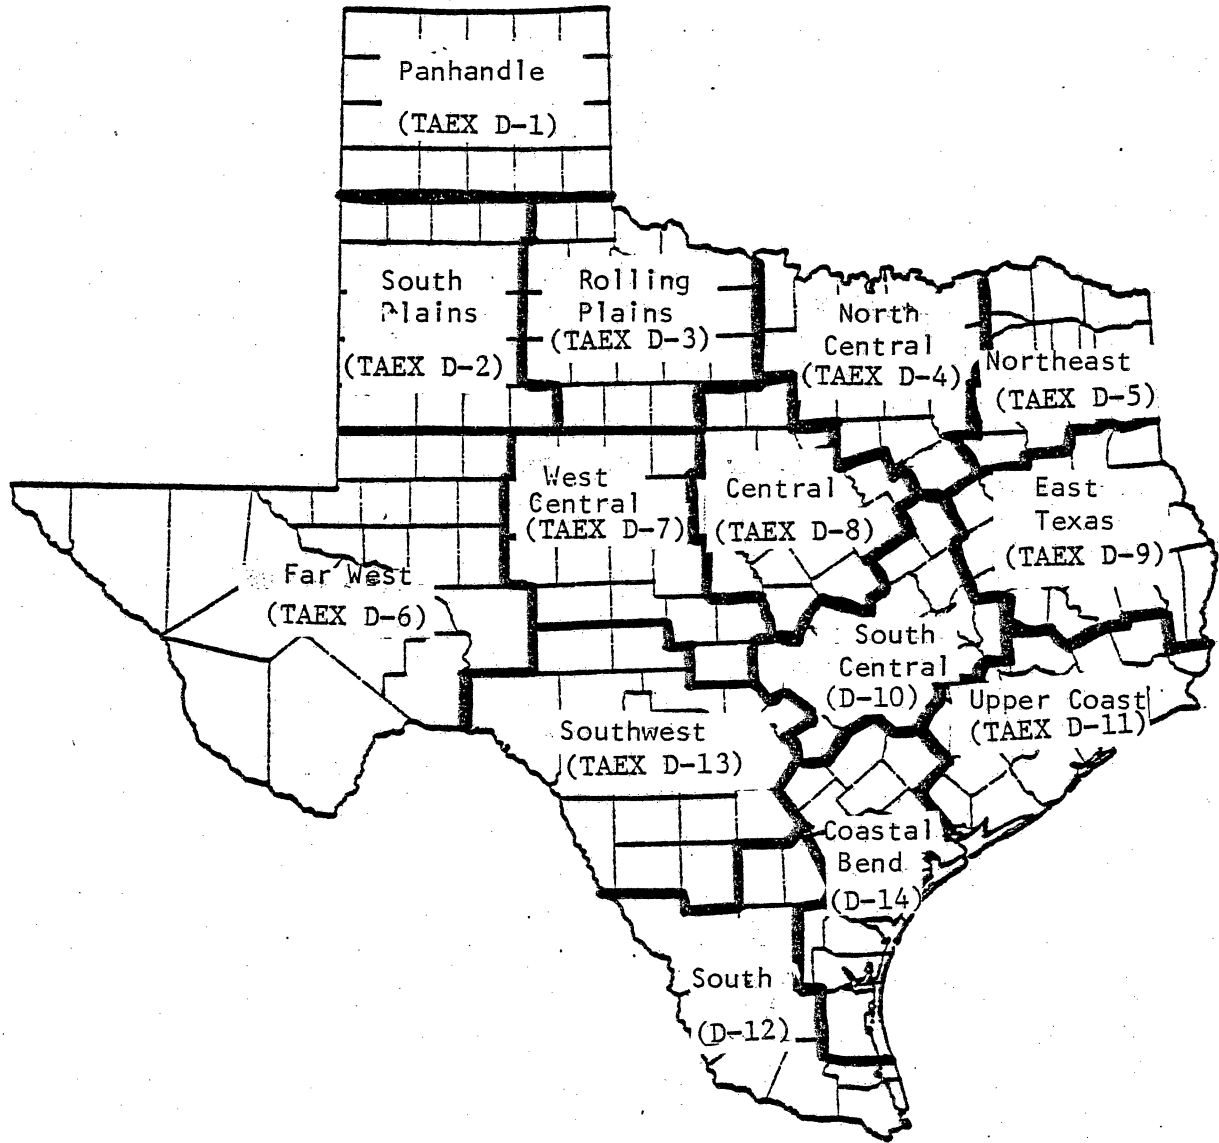 Panhandle
(TAEX D-1)
South
Plains
(TAEX D-2)
Rolling
Plains
(TAEX D-3)
North
Central
(TAEX D-4)
Northeast
(TAEX D-5)
West
Central
(TAEX D-7)
Central
(TAEX D-8)
East
Texas
(TAEX D-9)
Far West
(TAEX D-6)
South
Central
(D-10)
Upper Coast
(TAEX D-11)
Southwest
(TAEX D-13)
Coastal
Bend
(D-14)
South
(D-12)